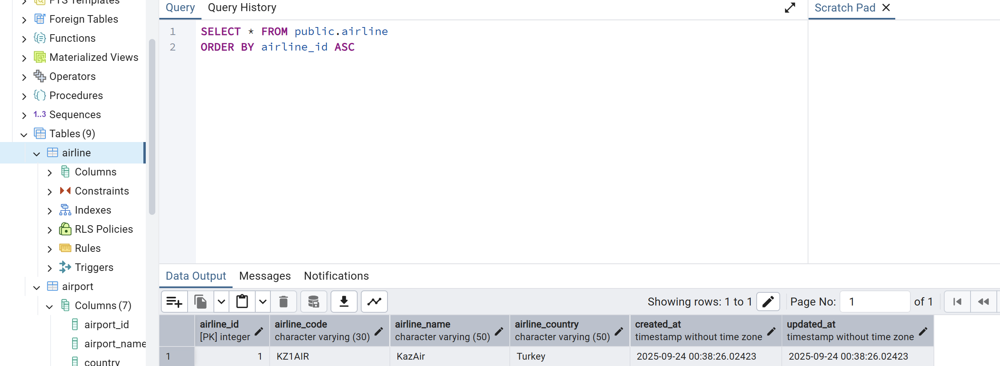 FTS Templates
Foreign Tables
Functions
Materialized Views
Operators
Procedures
1..3 Sequences
Tables (9)
airline
Columns
Constraints
Indexes
RLS Policies
Rules
Triggers
airport
Columns (7)
airport_id
airport_name
country
Query Query History
Scratch Pad
1 SELECT * FROM public.airline
2 ORDER BY airline_id ASC
Data Output Messages Notifications
Showing rows: 1 to 1 Page No: 1 of 1
airline_id airline_code airline_name airline_country created_at updated_at
[PK] integer character varying (30) character varying (50) character varying (50) timestamp without time zone timestamp without time zone
1 1 KZ1AIR KazAir Turkey 2025-09-24 00:38:26.02423 2025-09-24 00:38:26.02423